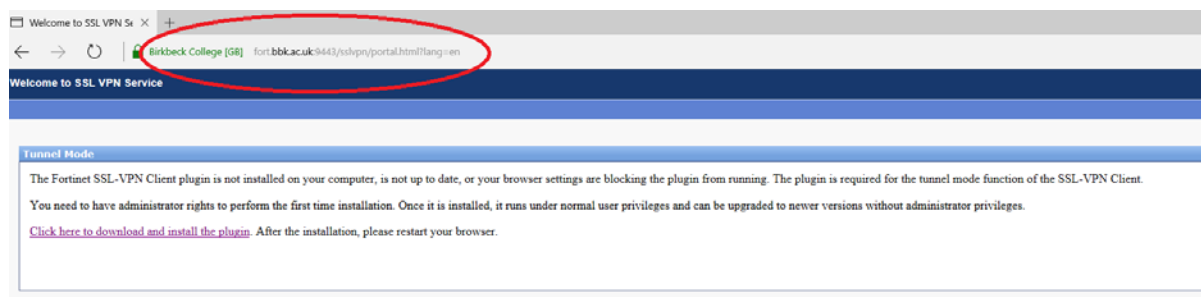 Welcome to SSL VPN Se
Birkbeck College [GB] fort.bbk.ac.uk:9443/sslvpn/portal.html?lang=en
Welcome to SSL VPN Service
Tunnel Mode
The Fortinet SSL-VPN Client plugin is not installed on your computer, is not up to date, or your browser settings are blocking the plugin from running. The plugin is required for the tunnel mode function of the SSL-VPN Client.
You need to have administrator rights to perform the first time installation. Once it is installed, it runs under normal user privileges and can be upgraded to newer versions without administrator privileges.
Click here to download and install the plugin. After the installation, please restart your browser.